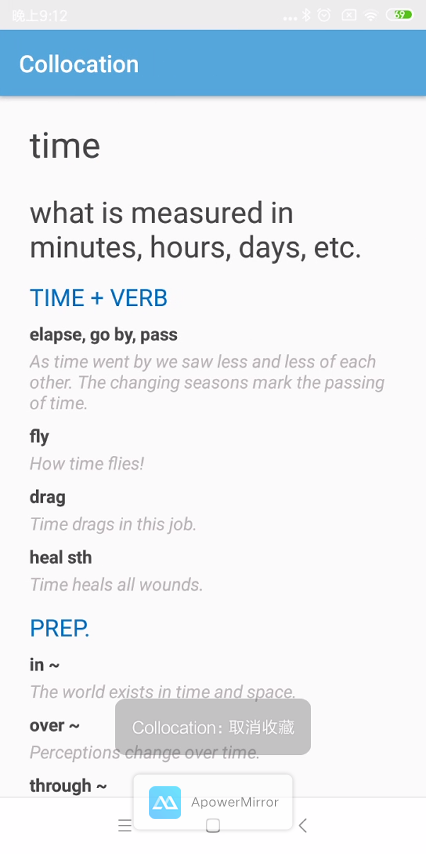 晚上9:12
69
Collocation
time
what is measured in
minutes, hours, days, etc.
TIME + VERB
elapse, go by, pass
As time went by we saw less and less of each
other. The changing seasons mark the passing
of time.
fly
How time flies!
drag
Time drags in this job.
heal sth
Time heals all wounds.
PREP.
in ~
The world exists in time and space.
Collocation: 取消收藏
over ~
Perceptions change over time.
through ~
ApowerMirror